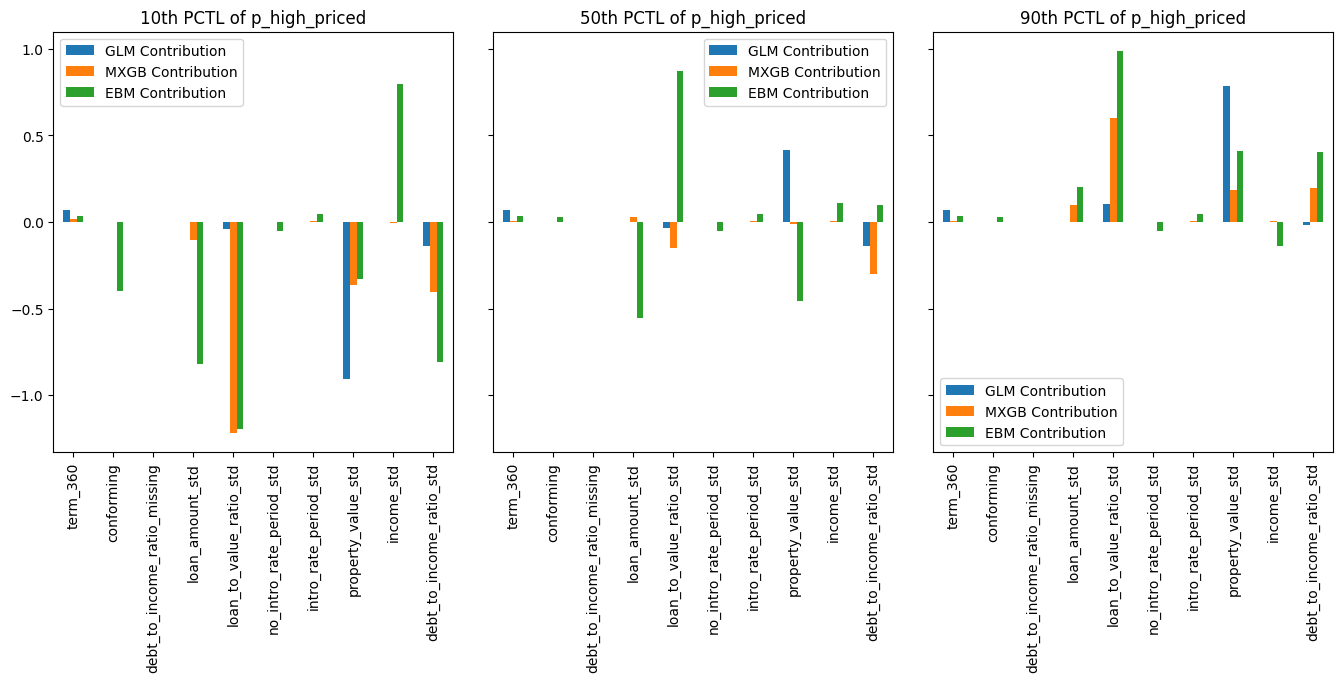 10th PCTL of p_high_priced
50th PCTL of p_high_priced
90th PCTL of p_high_priced
1.0
0.5
0.0
−0.5
−1.0
GLM Contribution
MXGB Contribution
EBM Contribution
term_360
conforming
debt_to_income_ratio_missing
loan_amount_std
loan_to_value_ratio_std
no_intro_rate_period_std
intro_rate_period_std
property_value_std
income_std
debt_to_income_ratio_std
GLM Contribution
MXGB Contribution
EBM Contribution
term_360
conforming
debt_to_income_ratio_missing
loan_amount_std
loan_to_value_ratio_std
no_intro_rate_period_std
intro_rate_period_std
property_value_std
income_std
debt_to_income_ratio_std
GLM Contribution
MXGB Contribution
EBM Contribution
term_360
conforming
debt_to_income_ratio_missing
loan_amount_std
loan_to_value_ratio_std
no_intro_rate_period_std
intro_rate_period_std
property_value_std
income_std
debt_to_income_ratio_std